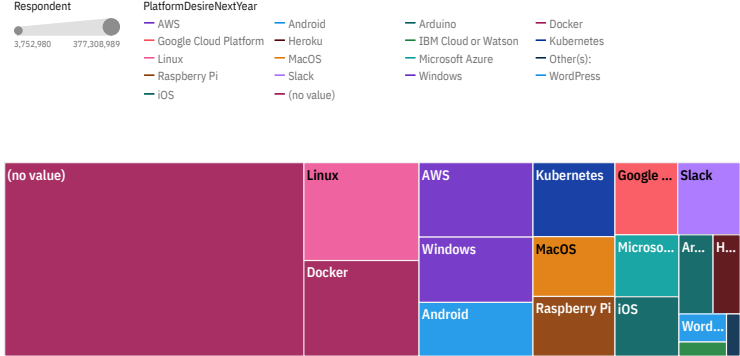 Respondent
3,752,980 377,308,989
PlatformDesireNextYear
AWS Android Arduino Docker
Google Cloud Platform Heroku IBM Cloud or Watson Kubernetes
Linux MacOS Microsoft Azure Other(s):
Raspberry Pi Slack Windows WordPress
iOS (no value)
(no value) Linux AWS Kubernetes Google ... Slack
Windows MacOS Microso... Ar... H...
Docker
Android Raspberry Pi iOS
Word...